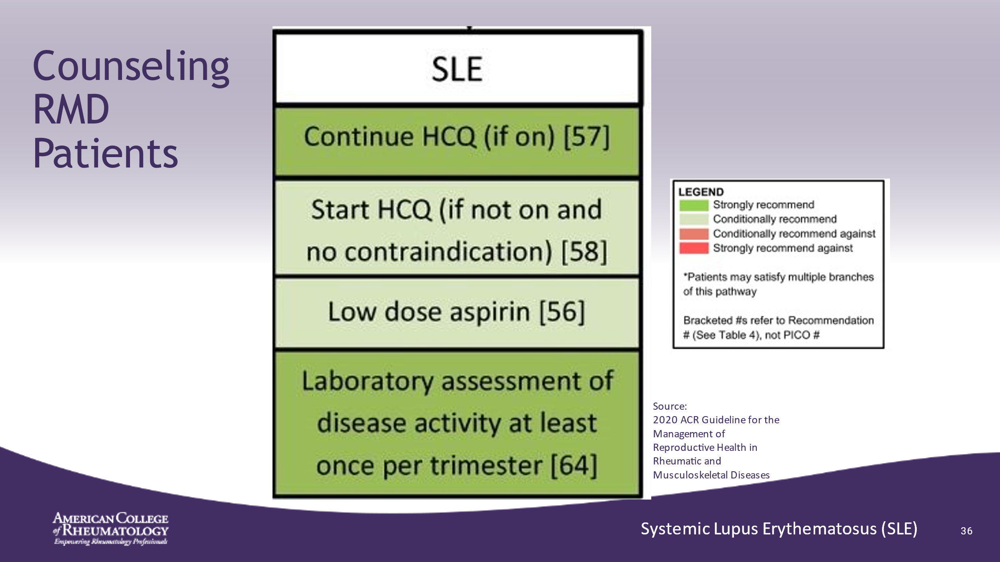 Counseling
RMD
Patients
SLE
Continue HCQ (if on) [57]
Start HCQ (if not on and
no contraindication) [58]
Low dose aspirin [56]
Laboratory assessment of
disease activity at least
once per trimester [64]
LEGEND
Strongly recommend
Conditionally recommend
Conditionally recommend against
Strongly recommend against
*Patients may satisfy multiple branches
of this pathway
Bracketed #s refer to Recommendation
# (See Table 4), not PICO #
Source:
2020 ACR Guideline for the
Management of
Reproductive Health in
Rheumatic and
Musculoskeletal Diseases
AMERICAN COLLEGE
of RHEUMATOLOGY
Empowering Rheumatology Professionals
Systemic Lupus Erythematosus (SLE)
36